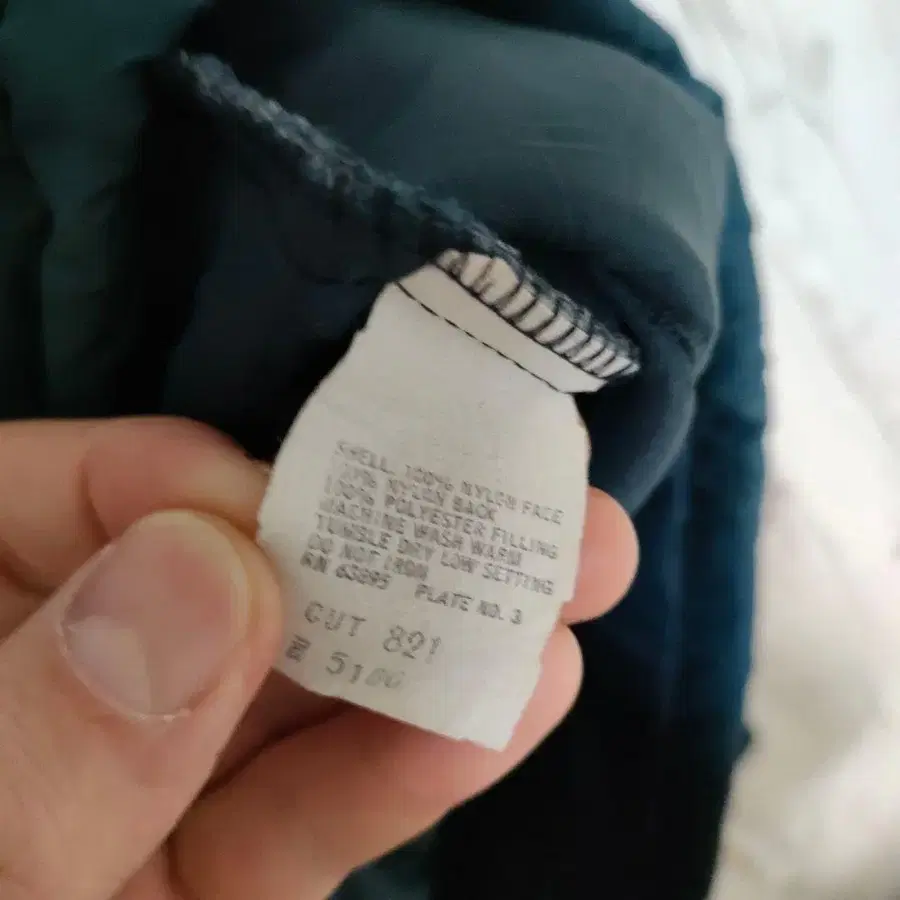 SHELL, 100% NYLON FACE
100% NYLON BACK
100% POLYESTER FILLING
MACHINE WASH WARM
TUMBLE DRY LOW SETTING
DO NOT IRON
RN 63895 PLATE NO. 3
CUT 821